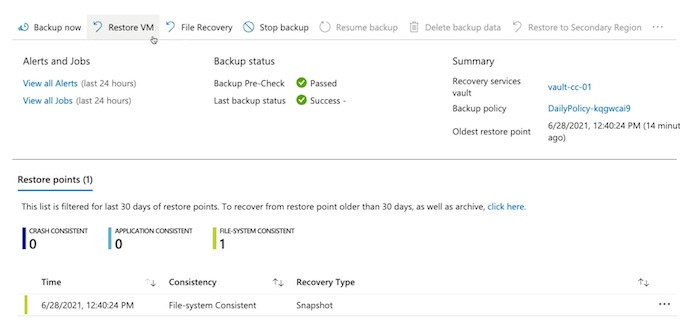 Backup now Restore VM File Recovery Stop backup Resume backup Delete backup data Restore to Secondary Region ...
Alerts and Jobs
View all Alerts (last 24 hours)
View all Jobs (last 24 hours)
Backup status
Backup Pre-Check Passed
Last backup status Success -
Summary
Recovery services vault-cc-01
vault
Backup policy DailyPolicy-kqgwcai9
Oldest restore point 6/28/2021, 12:40:24 PM (14 minut
ago)
Restore points (1)
This list is filtered for last 30 days of restore points. To recover from restore point older than 30 days, as well as archive, click here.
CRASH CONSISTENT APPLICATION CONSISTENT FILE-SYSTEM CONSISTENT
0 0 1
Time Consistency Recovery Type
6/28/2021, 12:40:24 PM File-system Consistent Snapshot ...